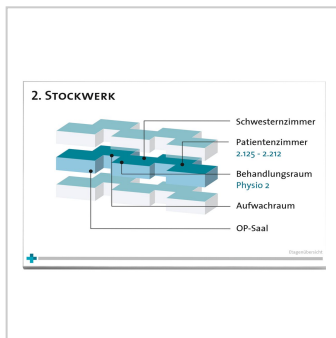 2. Stockwerk
Schwesternzimmer
Patientenzimmer
2.125 - 2.212
Behandlungsraum
Physio 2
Aufwachraum
OP-Saal